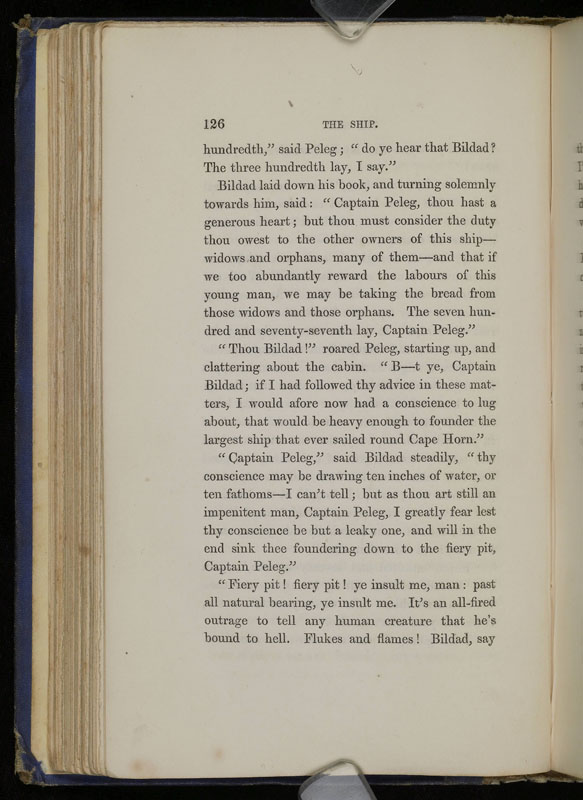 126 THE SHIP.
hundredth,” said Peleg; “ do ye hear that Bildad?
The three hundredth lay, I say.”
Bildad laid down his book, and turning solemnly
towards him, said: “ Captain Peleg, thou hast a
generous heart; but thou must consider the duty
thou owest to the other owners of this ship—
widows and orphans, many of them—and that if
we too abundantly reward the labours of this
young man, we may be taking the bread from
those widows and those orphans. The seven hun-
dred and seventy-seventh lay, Captain Peleg.”
“ Thou Bildad!” roared Peleg, starting up, and
clattering about the cabin. “ B—t ye, Captain
Bildad; if I had followed thy advice in these mat-
ters, I would afore now had a conscience to lug
about, that would be heavy enough to founder the
largest ship that ever sailed round Cape Horn.”
“ Captain Peleg,” said Bildad steadily, “ thy
conscience may be drawing ten inches of water, or
ten fathoms—I can’t tell; but as thou art still an
impenitent man, Captain Peleg, I greatly fear lest
thy conscience be but a leaky one, and will in the
end sink thee foundering down to the fiery pit,
Captain Peleg.”
“ Fiery pit! fiery pit! ye insult me, man: past
all natural bearing, ye insult me. It’s an all-fired
outrage to tell any human creature that he’s
bound to hell. Flukes and flames! Bildad, say